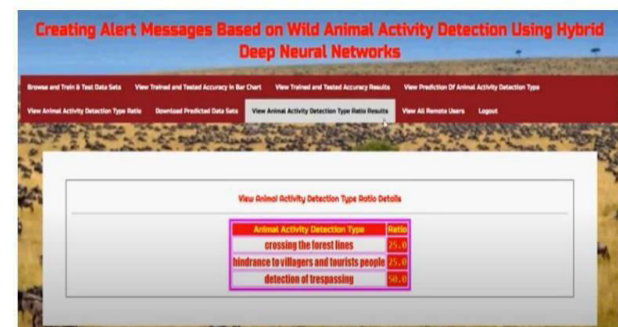 Creating Alert Messages Based on Wild Animal Activity Detection Using Hybrid
Deep Neural Networks
Browse and Train & Test Data Sets View Trained and Tested Accuracy in Bar Chart View Trained and Tested Accuracy Results View Prediction Of Animal Activity Detection Type
View Animal Activity Detection Type Ratio Download Predicted Data Sets View Animal Activity Detection Type Ratio Results View All Remote Users Logout
View Animal Activity Detection Type Ratio Details
Animal Activity Detection Type Ratio
crossing the forest lines 25.0
hindrance to villagers and tourists people 25.0
detection of trespassing 50.0